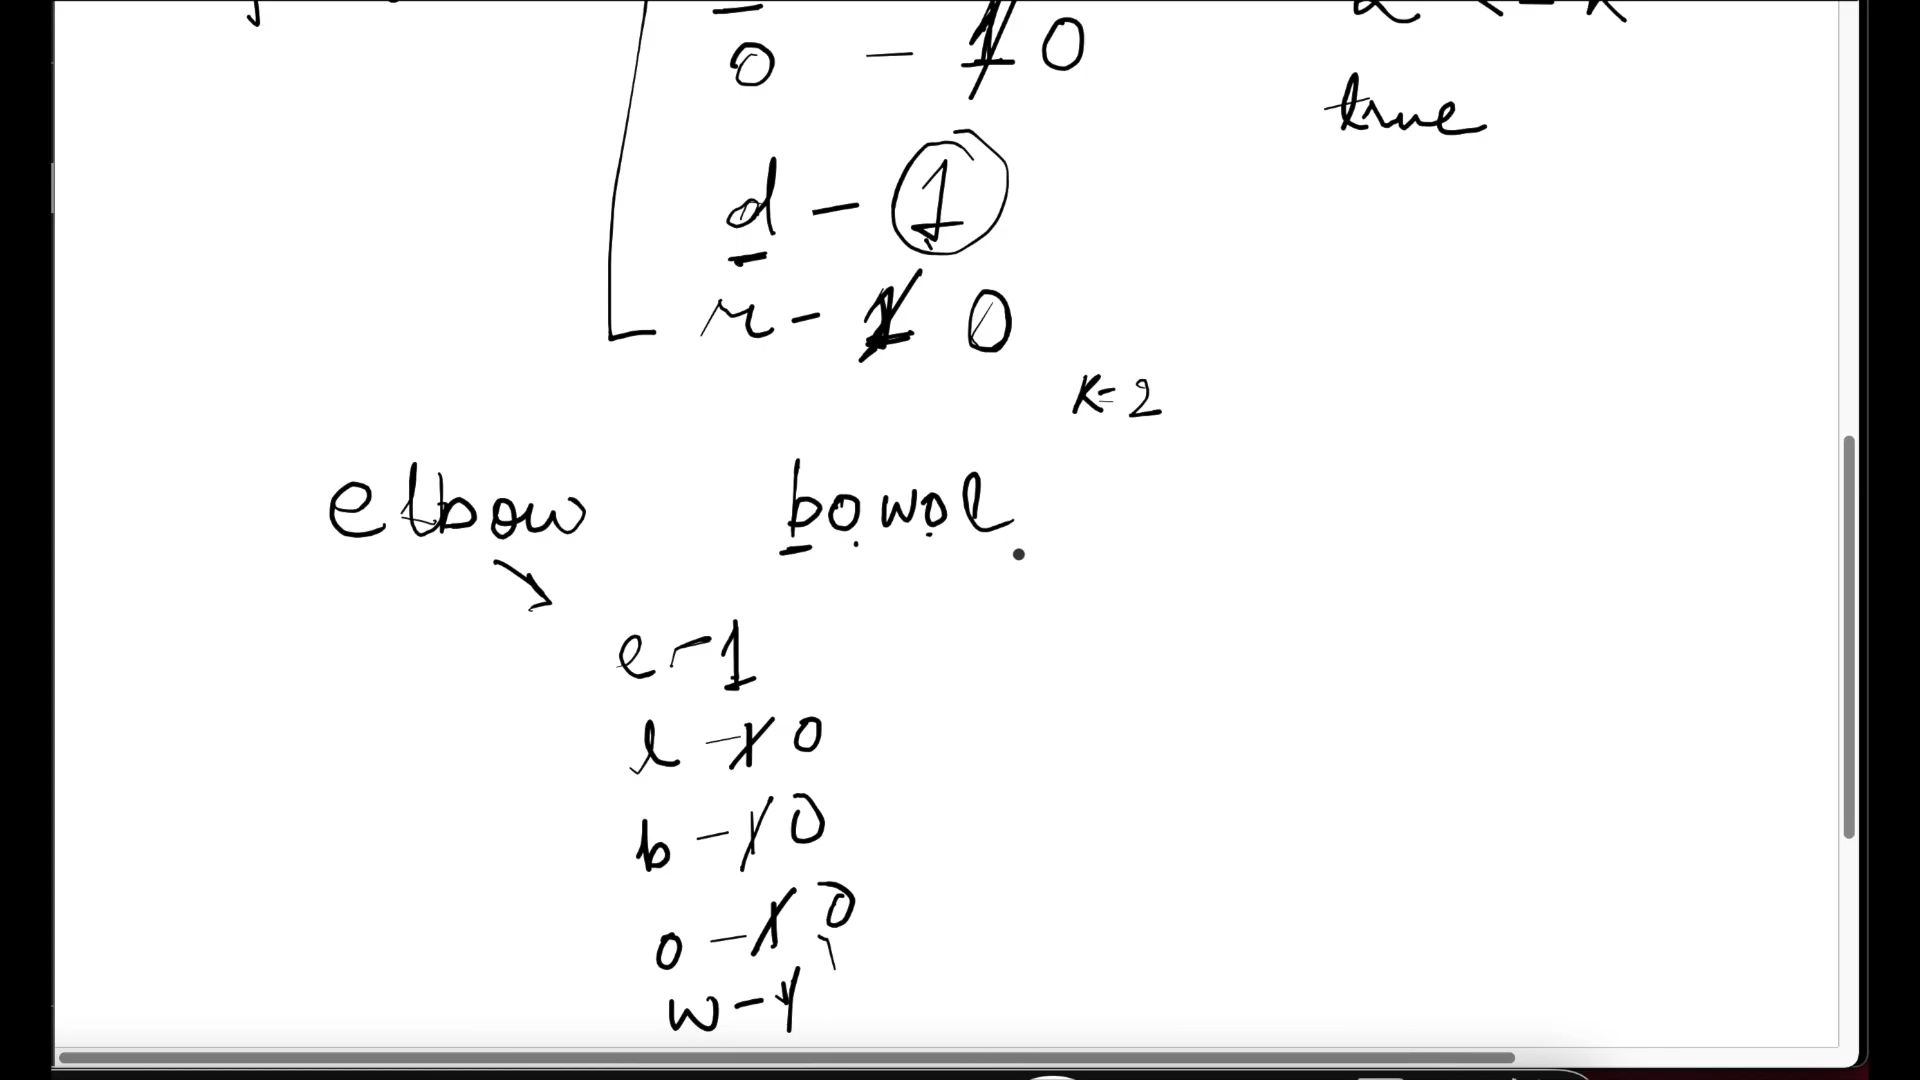 o - 1 0
true
d - 1
r - 1 0
K=2
elbow bowol
e - 1
l - 1 0
b - 1 0
o - 1 0
w - 1